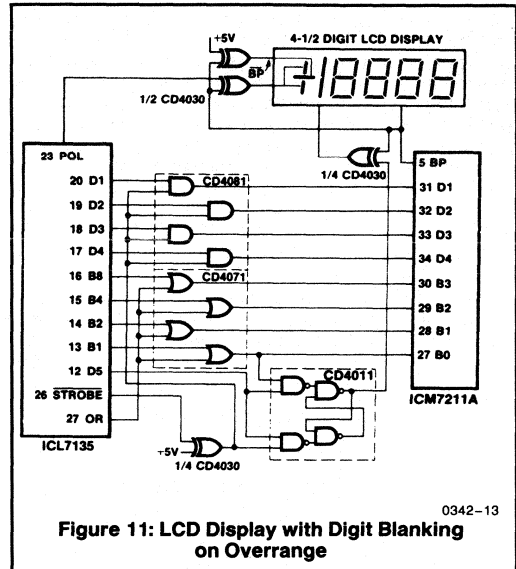 +5V
4-1/2 DIGIT LCD DISPLAY
BP
1/2 CD4030
23 POL
1/4 CD4030
5 BP
20 D1
CD4081
31 D1
19 D2
32 D2
18 D3
33 D3
17 D4
34 D4
CD4071
16 B8
30 B3
15 B4
29 B2
14 B2
28 B1
13 B1
27 B0
12 D5
CD4011
26 STROBE
27 OR
ICM7211A
ICL7135
+5V
1/4 CD4030
0342-13
Figure 11: LCD Display with Digit Blanking
on Overrange